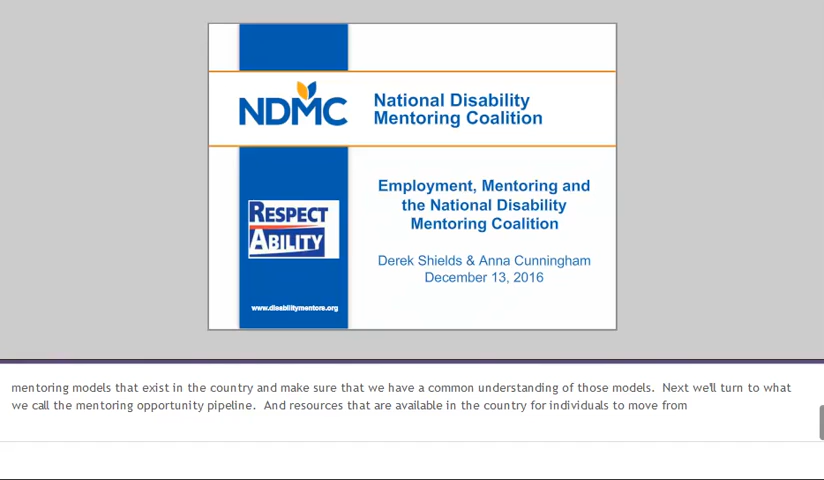 NDMC
National Disability
Mentoring Coalition
Employment, Mentoring and
the National Disability
Mentoring Coalition
RESPECT
ABILITY
Derek Shields & Anna Cunningham
December 13, 2016
www.disabilitymentors.org
mentoring models that exist in the country and make sure that we have a common understanding of those models.  Next we'll turn to what
we call the mentoring opportunity pipeline.  And resources that are available in the country for individuals to move from